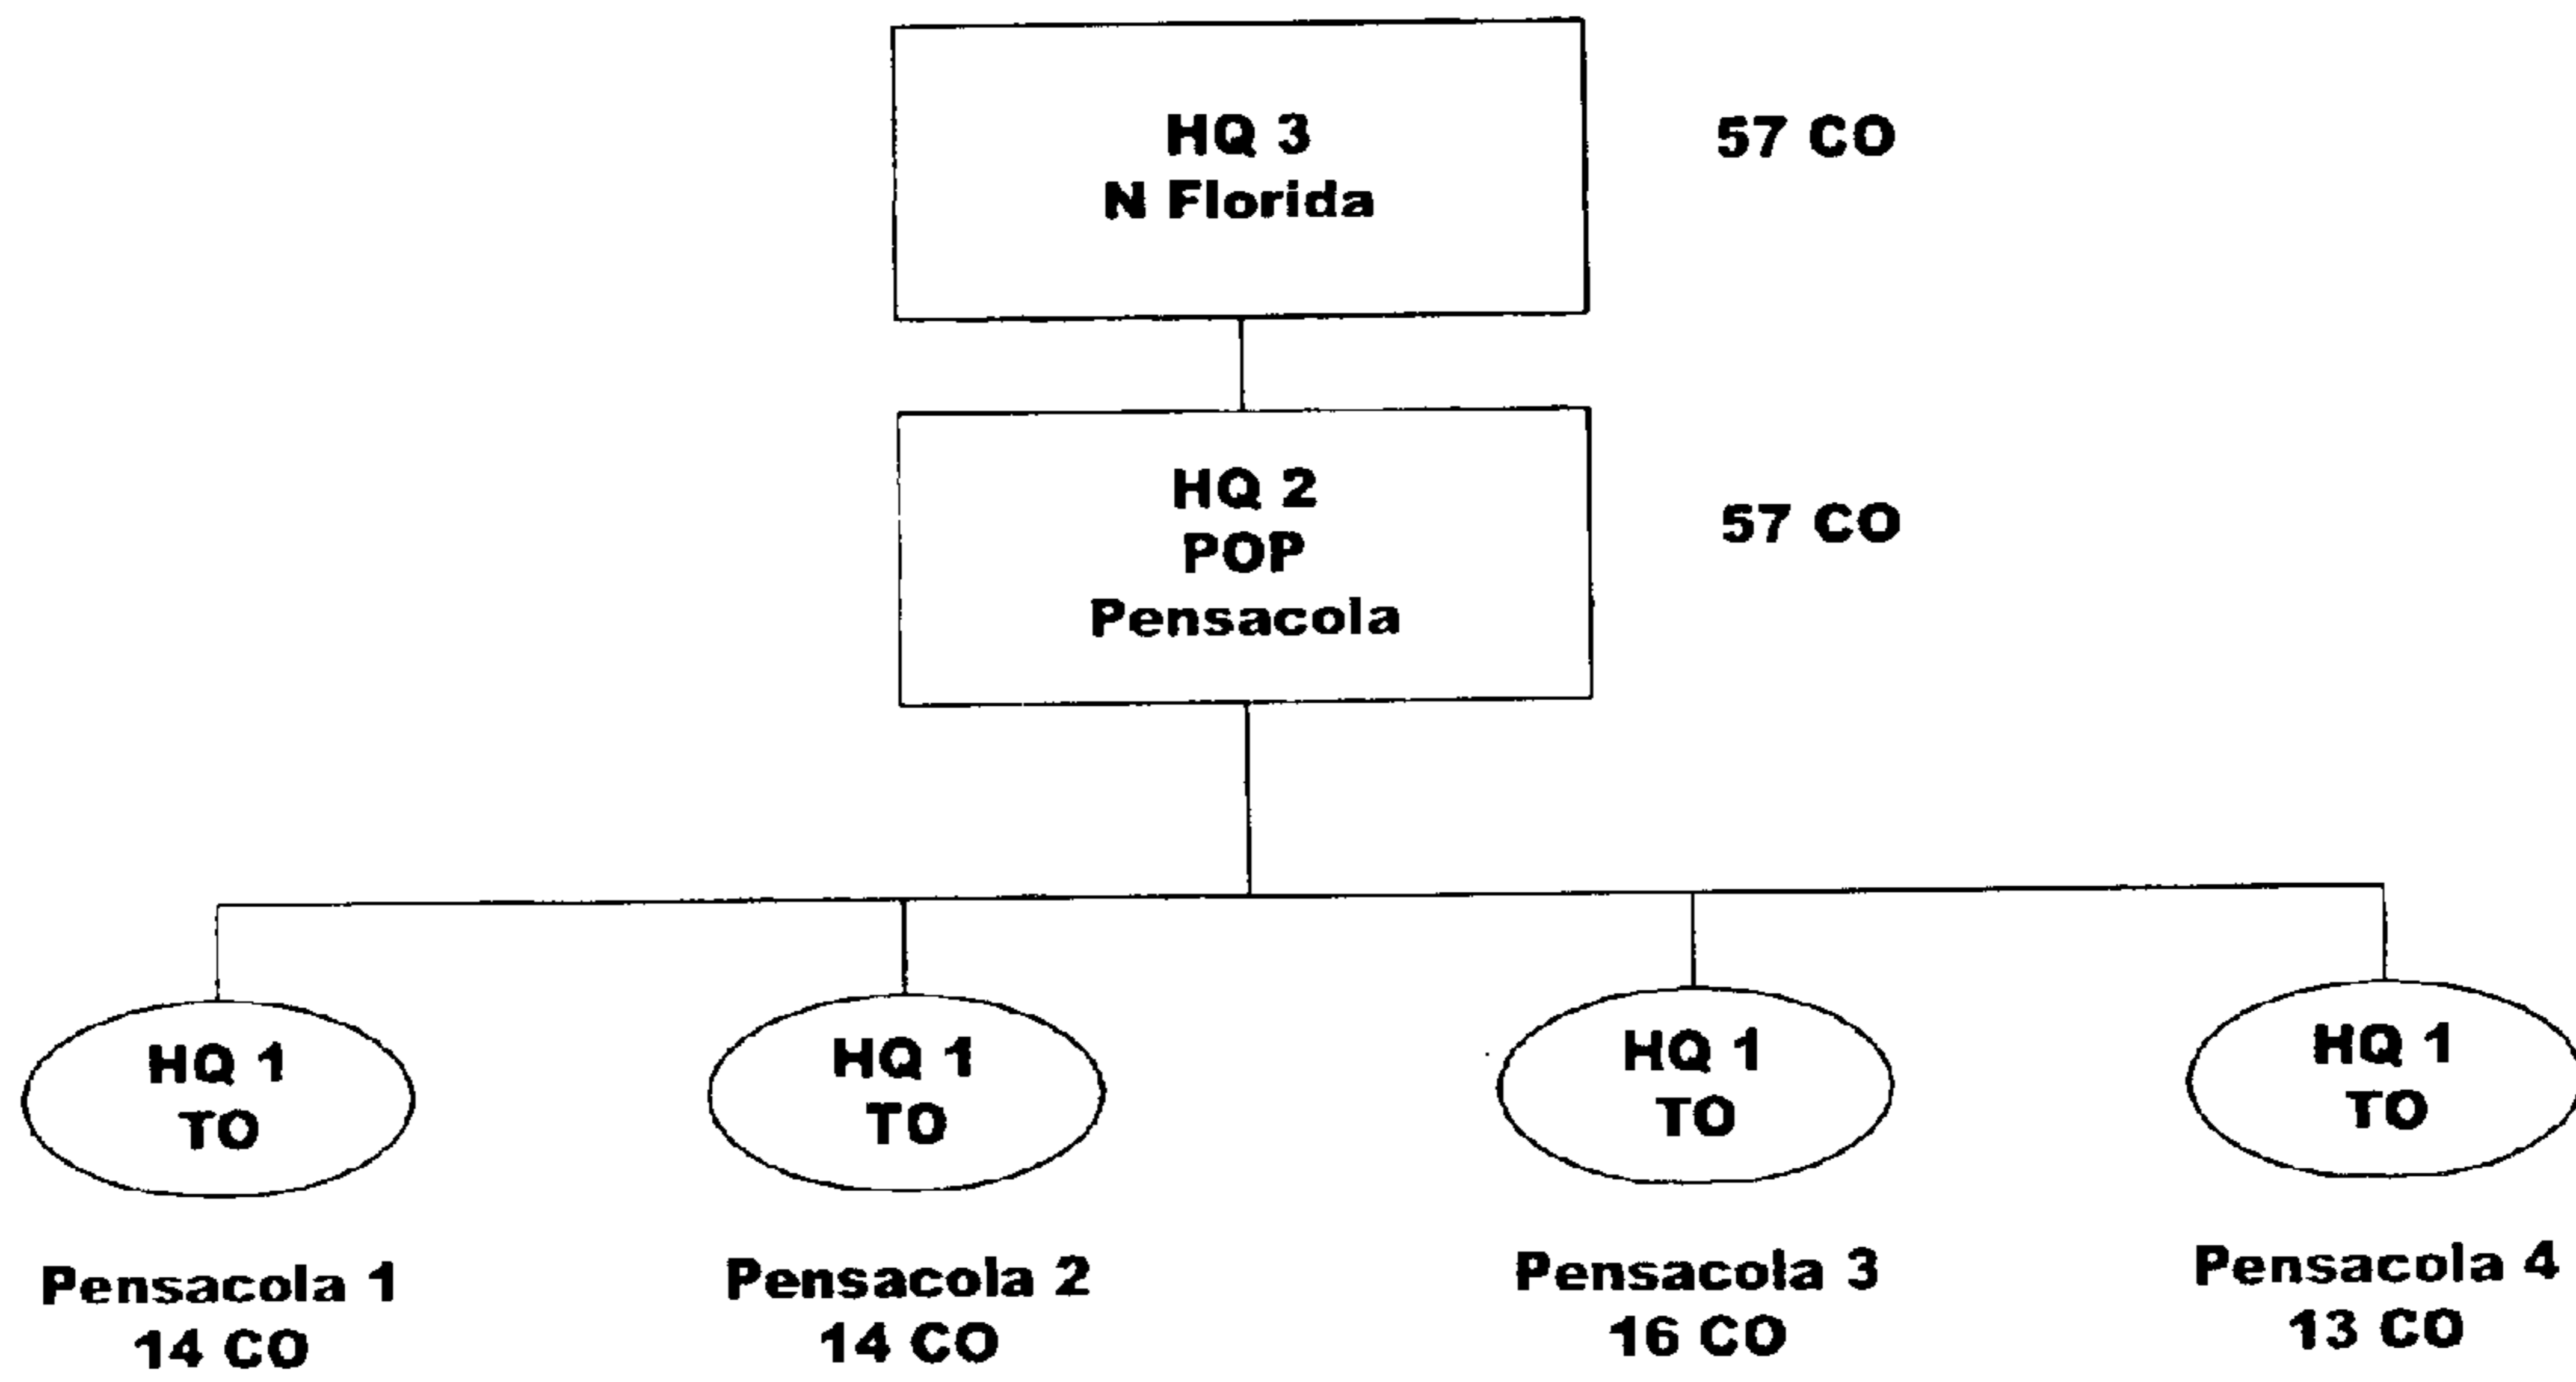 HQ 3
N Florida
57 CO
HQ 2
POP
Pensacola
57 CO
HQ 1
TO
Pensacola 1
14 CO
HQ 1
TO
Pensacola 2
14 CO
HQ 1
TO
Pensacola 3
16 CO
HQ 1
TO
Pensacola 4
13 CO